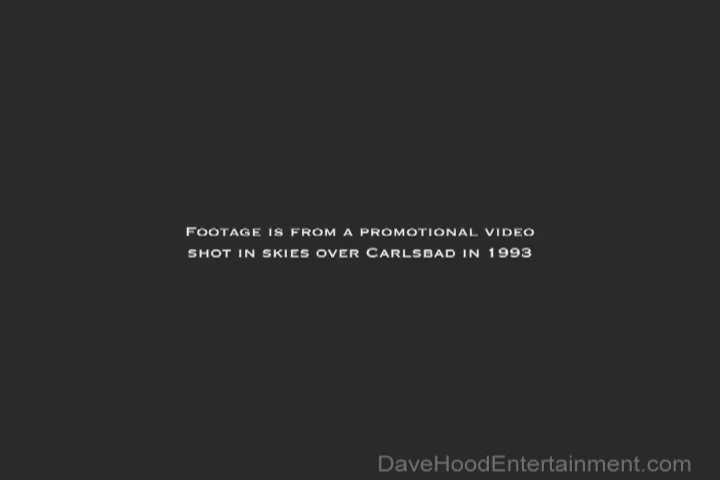 Footage is from a promotional video
shot in skies over Carlsbad in 1993
DaveHoodEntertainment.com